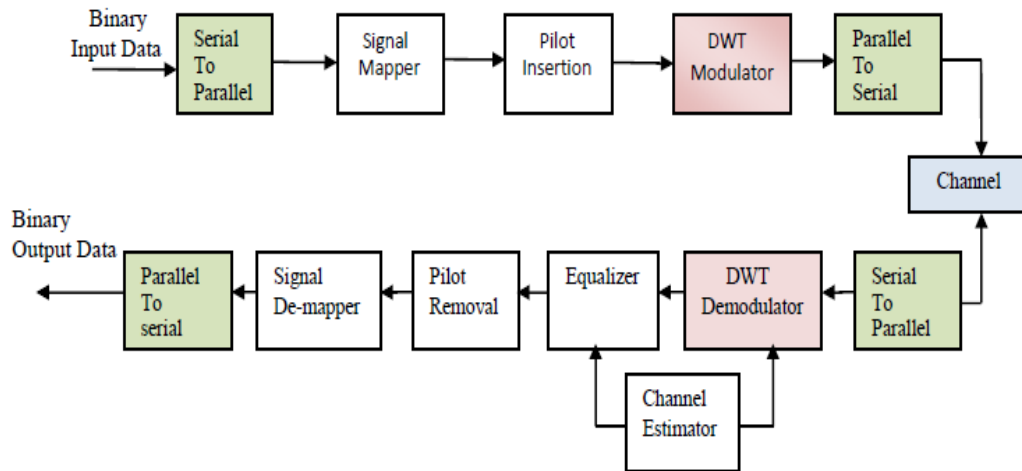 Binary
Input Data
Serial
To
Parallel
Signal
Mapper
Pilot
Insertion
DWT
Modulator
Parallel
To
Serial
Channel
Binary
Output Data
Parallel
To
serial
Signal
De-mapper
Pilot
Removal
Equalizer
DWT
Demodulator
Serial
To
Parallel
Channel
Estimator